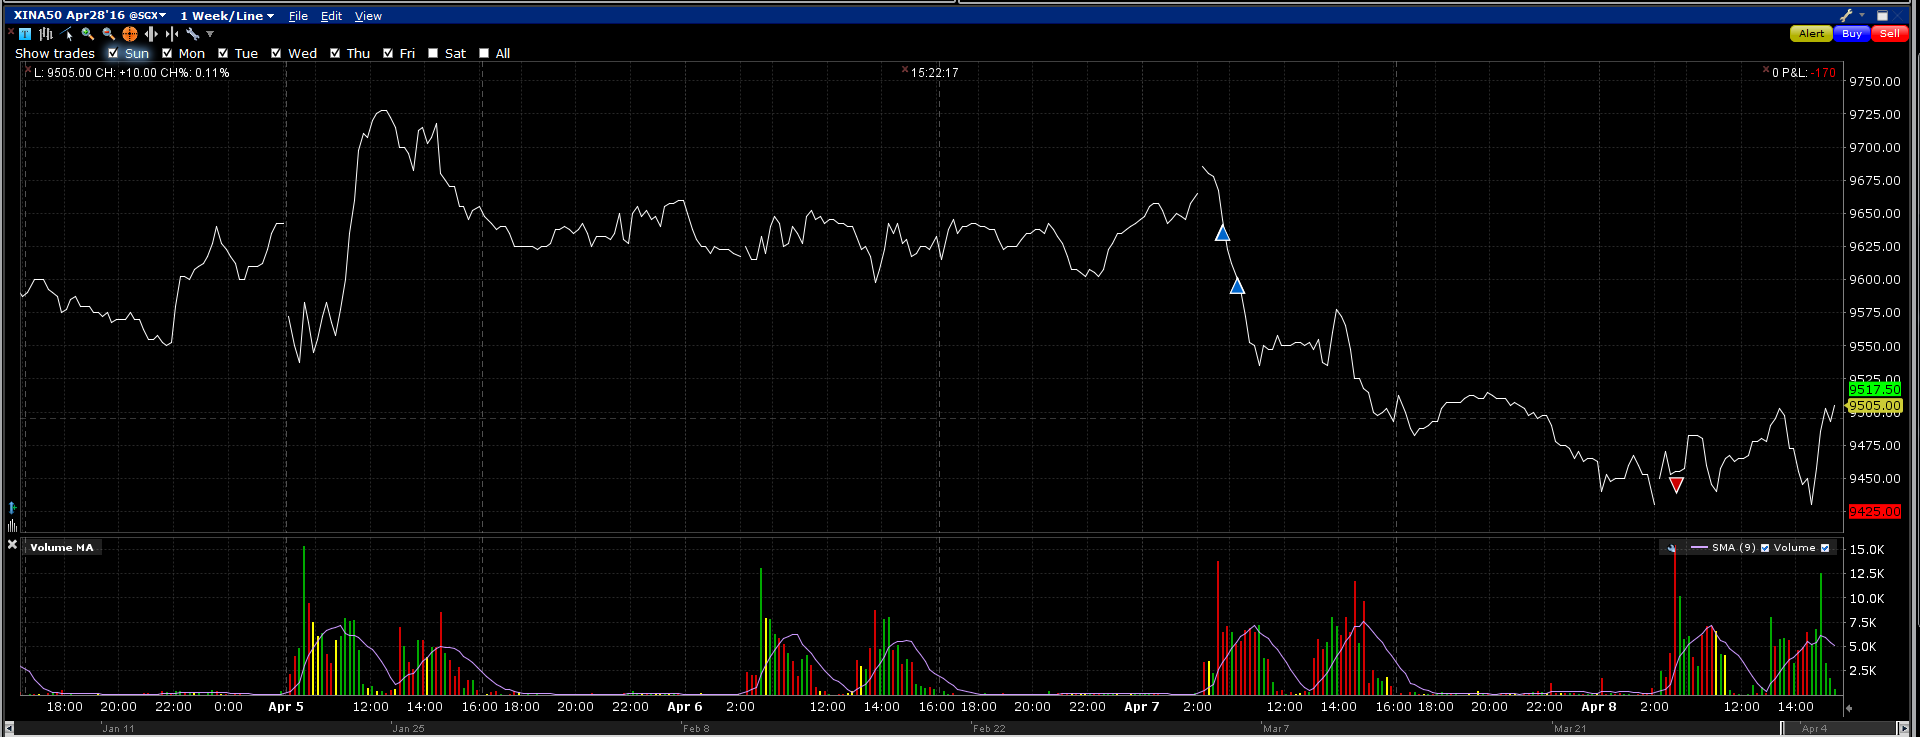 XINA50 Apr28'16 @SGX 1 Week/Line File Edit View
Alert Buy Sell
Show trades Sun Mon Tue Wed Thu Fri Sat All
L: 9505.00 CH: +10.00 CH%: 0.11% 15:22:17 0 P&L: -170
9750.00
9725.00
9700.00
9675.00
9650.00
9625.00
9600.00
9575.00
9550.00
9525.00
9517.50
9505.00
9500.00
9475.00
9450.00
9425.00
Volume MA SMA (9) Volume
15.0K
12.5K
10.0K
7.5K
5.0K
2.5K
18:00 20:00 22:00 0:00 Apr 5 12:00 14:00 16:00 18:00 20:00 22:00 Apr 6 2:00 12:00 14:00 16:00 18:00 20:00 22:00 Apr 7 2:00 12:00 14:00 16:00 18:00 20:00 22:00 Apr 8 2:00 12:00 14:00
Jan 11 Jan 25 Feb 8 Feb 22 Mar 7 Mar 21 Apr 4